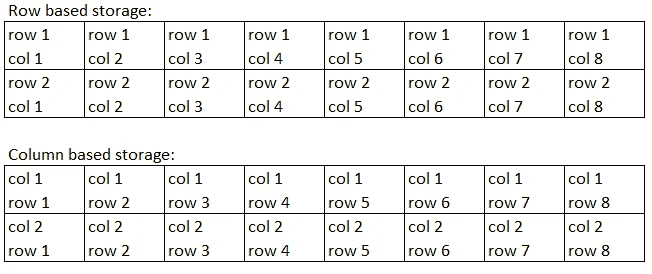 Row based storage:
row 1 row 1 row 1 row 1 row 1 row 1 row 1 row 1
col 1 col 2 col 3 col 4 col 5 col 6 col 7 col 8
row 2 row 2 row 2 row 2 row 2 row 2 row 2 row 2
col 1 col 2 col 3 col 4 col 5 col 6 col 7 col 8
Column based storage:
col 1 col 1 col 1 col 1 col 1 col 1 col 1 col 1
row 1 row 2 row 3 row 4 row 5 row 6 row 7 row 8
col 2 col 2 col 2 col 2 col 2 col 2 col 2 col 2
row 1 row 2 row 3 row 4 row 5 row 6 row 7 row 8